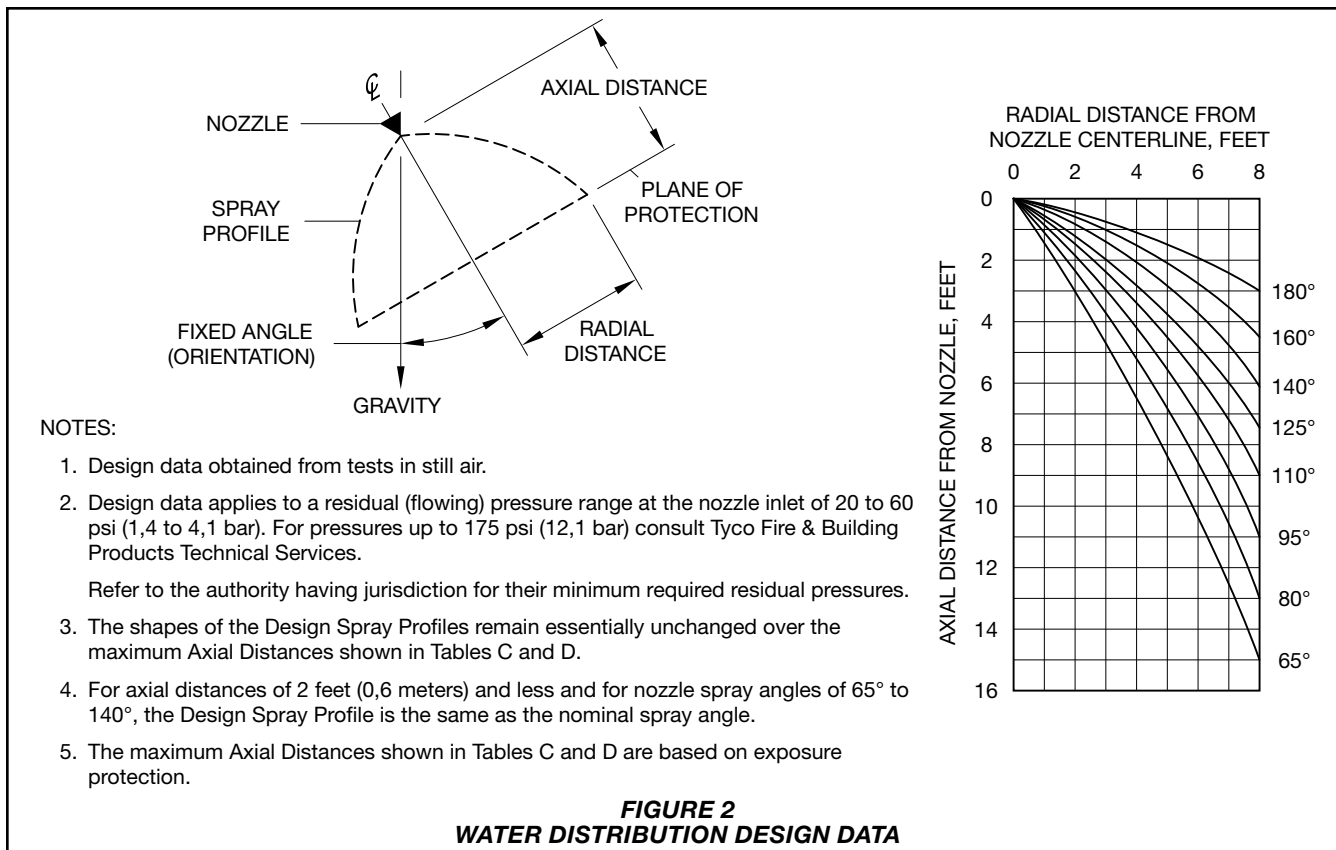 ℄
NOZZLE
SPRAY
PROFILE
FIXED ANGLE
(ORIENTATION)
GRAVITY
AXIAL DISTANCE
PLANE OF
PROTECTION
RADIAL
DISTANCE
RADIAL DISTANCE FROM
NOZZLE CENTERLINE, FEET
0 2 4 6 8
AXIAL DISTANCE FROM NOZZLE, FEET
0
2
4
6
8
10
12
14
16
180°
160°
140°
125°
110°
95°
80°
65°
NOTES:
1. Design data obtained from tests in still air.
2. Design data applies to a residual (flowing) pressure range at the nozzle inlet of 20 to 60
psi (1,4 to 4,1 bar). For pressures up to 175 psi (12,1 bar) consult Tyco Fire & Building
Products Technical Services.
Refer to the authority having jurisdiction for their minimum required residual pressures.
3. The shapes of the Design Spray Profiles remain essentially unchanged over the
maximum Axial Distances shown in Tables C and D.
4. For axial distances of 2 feet (0,6 meters) and less and for nozzle spray angles of 65° to
140°, the Design Spray Profile is the same as the nominal spray angle.
5. The maximum Axial Distances shown in Tables C and D are based on exposure
protection.
FIGURE 2
WATER DISTRIBUTION DESIGN DATA